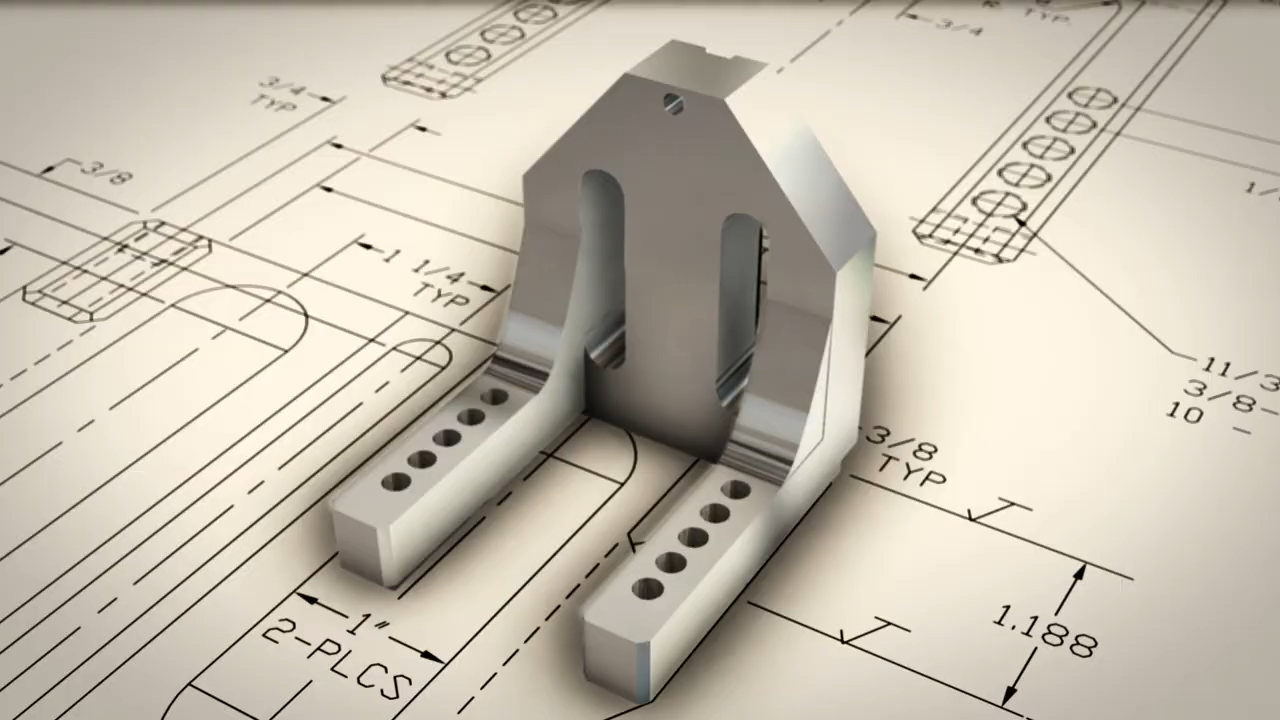 3/4
TYP.
3/4
TYP
3/8
1 1/4
TYP
3/8
TYP
11/3
3/8-
10 -
1"
2-PLCS
1.188